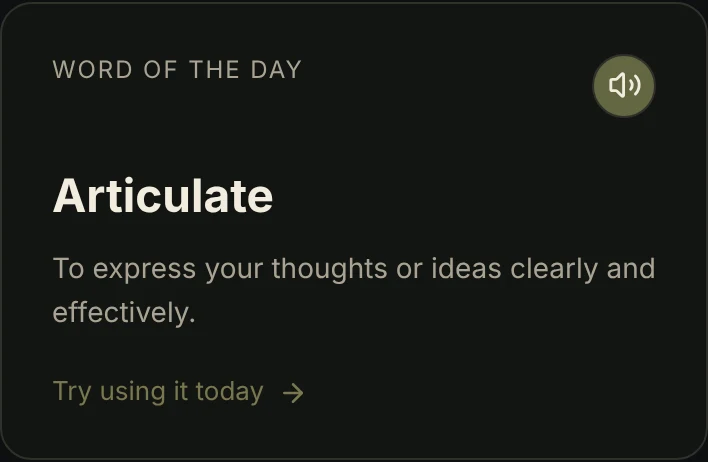 WORD OF THE DAY
Articulate
To express your thoughts or ideas clearly and
effectively.
Try using it today →